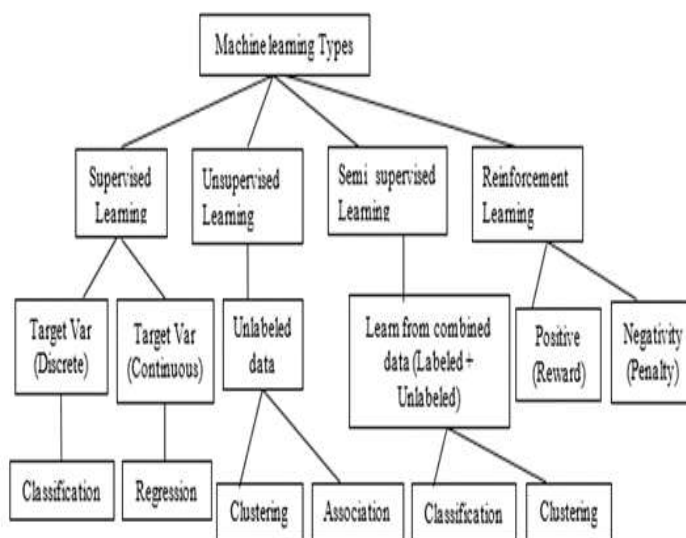 Machine learning Types
Supervised
Learning
Unsupervised
Learning
Semi supervised
Learning
Reinforcement
Learning
Target Var
(Discrete)
Target Var
(Continuous)
Unlabeled
data
Learn from combined
data (Labeled +
Unlabeled)
Positive
(Reward)
Negativity
(Penalty)
Classification
Regression
Clustering
Association
Classification
Clustering